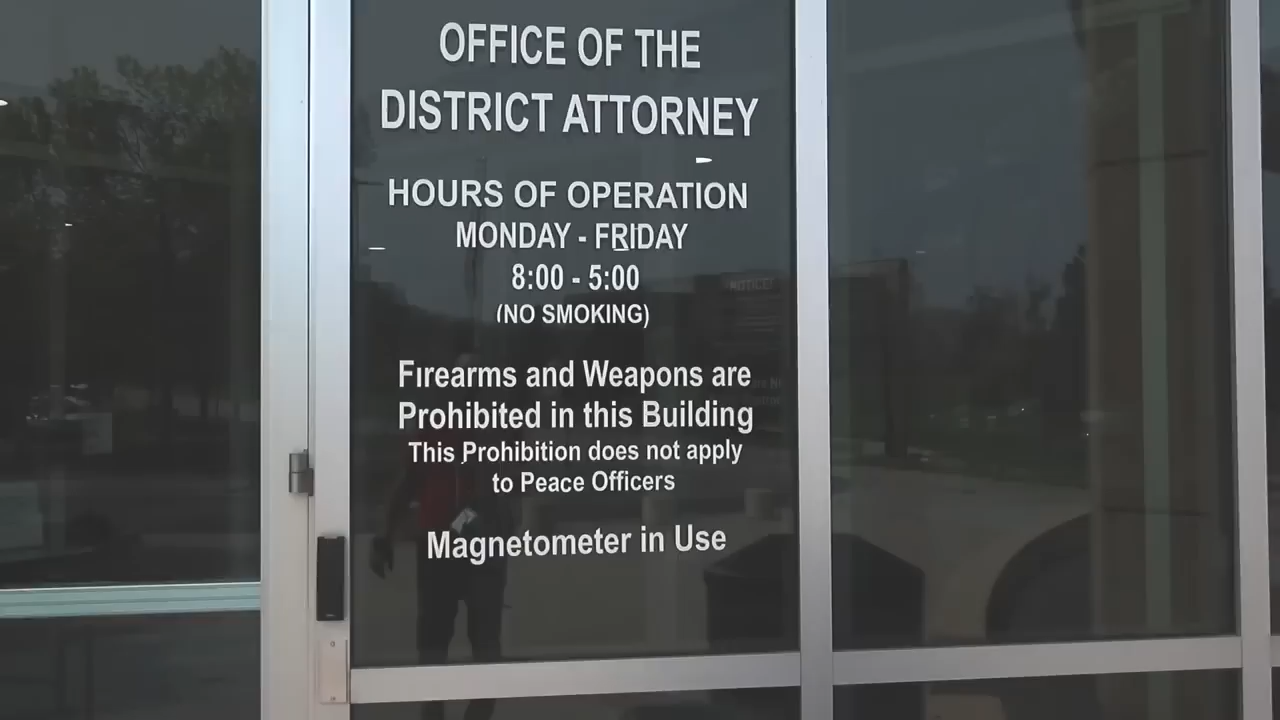 OFFICE OF THE
DISTRICT ATTORNEY
HOURS OF OPERATION
MONDAY - FRIDAY
8:00 - 5:00
(NO SMOKING)
NOTICE!
Firearms and Weapons are
Prohibited in this Building
This Prohibition does not apply
to Peace Officers
Magnetometer in Use